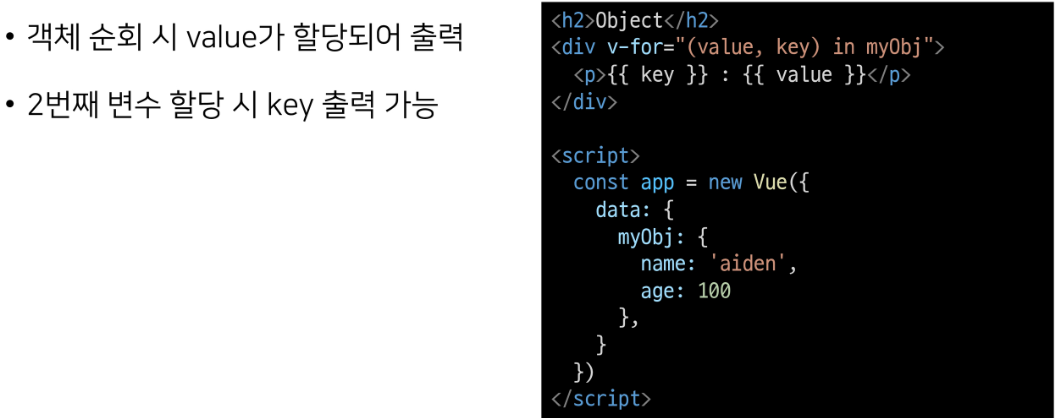 • 객체 순회 시 value가 할당되어 출력
• 2번째 변수 할당 시 key 출력 가능
<h2>Object</h2>
<div v-for="(value, key) in myObj">
  <p>{{ key }} : {{ value }}</p>
</div>

<script>
  const app = new Vue({
    data: {
      myObj: {
        name: 'aiden',
        age: 100
      },
    }
  })
</script>